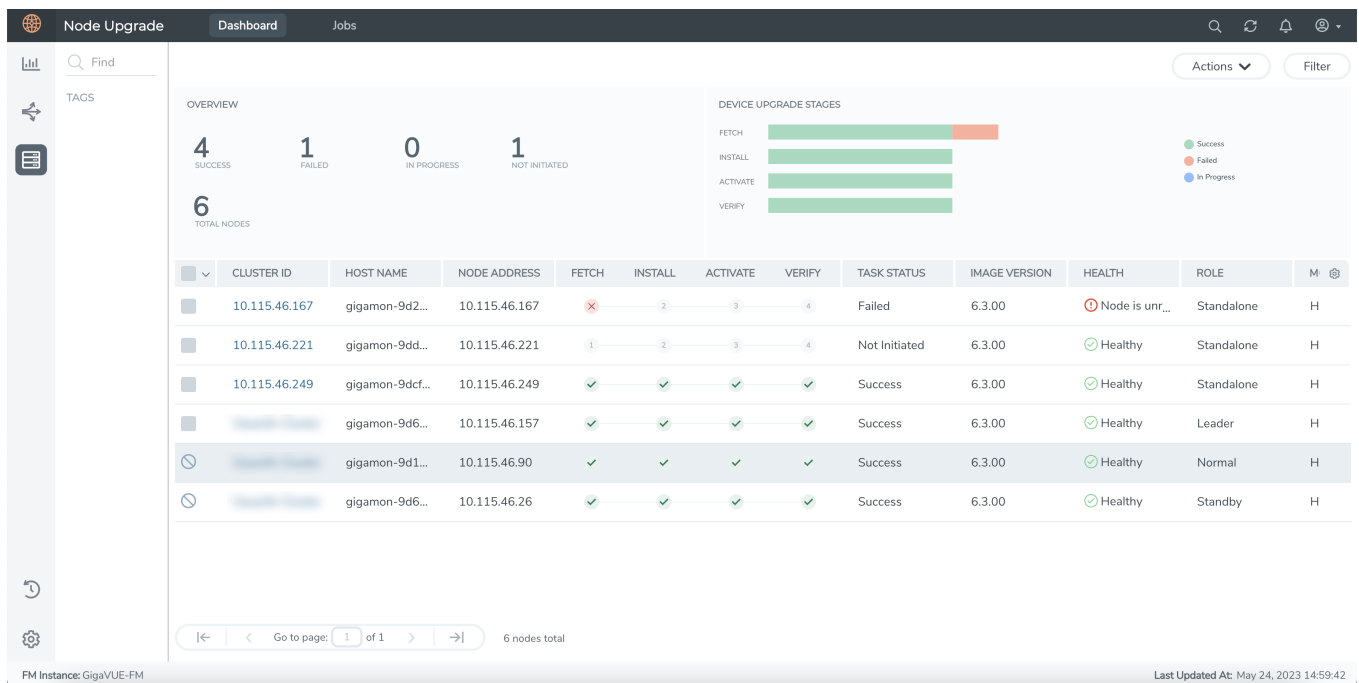 Node Upgrade Dashboard Jobs
Find
Actions Filter
TAGS
OVERVIEW
4 1 0 1
SUCCESS FAILED IN PROGRESS NOT INITIATED
6
TOTAL NODES
DEVICE UPGRADE STAGES
FETCH
INSTALL
ACTIVATE
VERIFY
Success
Failed
In Progress
CLUSTER ID HOST NAME NODE ADDRESS FETCH INSTALL ACTIVATE VERIFY TASK STATUS IMAGE VERSION HEALTH ROLE
10.115.46.167 gigamon-9d2... 10.115.46.167 2 3 4 Failed 6.3.00 Node is unr... Standalone H
10.115.46.221 gigamon-9dd... 10.115.46.221 1 2 3 4 Not Initiated 6.3.00 Healthy Standalone H
10.115.46.249 gigamon-9dcf... 10.115.46.249 Success 6.3.00 Healthy Standalone H
gigamon-9d6... 10.115.46.157 Success 6.3.00 Healthy Leader H
gigamon-9d1... 10.115.46.90 Success 6.3.00 Healthy Normal H
gigamon-9d6... 10.115.46.26 Success 6.3.00 Healthy Standby H
Go to page: 1 of 1 6 nodes total
FM Instance: GigaVUE-FM Last Updated At: May 24, 2023 14:59:42